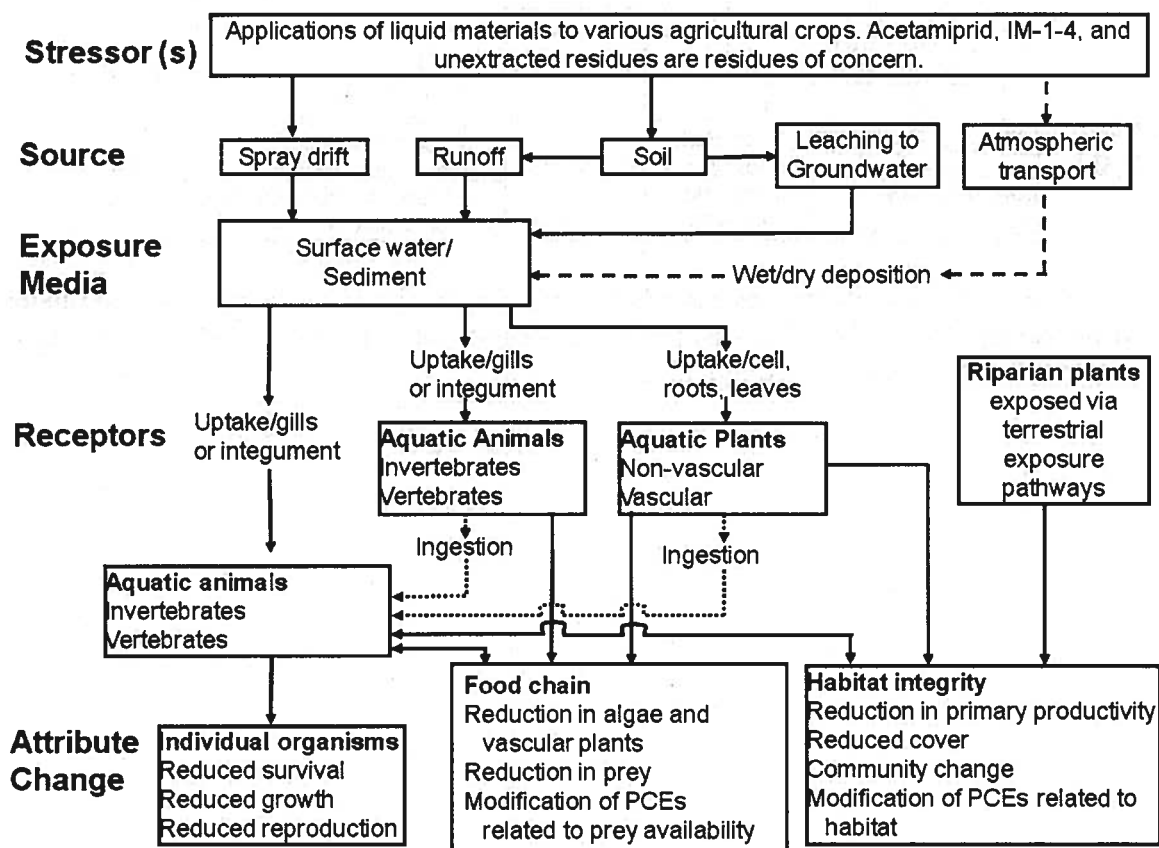 Stressor (s)
Applications of liquid materials to various agricultural crops. Acetamiprid, IM-1-4, and
unextracted residues are residues of concern.
Source
Spray drift
Runoff
Soil
Leaching to
Groundwater
Atmospheric
transport
Exposure
Media
Surface water/
Sediment
Wet/dry deposition
Receptors
Uptake/gills
or integument
Uptake/gills
or integument
Uptake/cell,
roots, leaves
Aquatic Animals
Invertebrates
Vertebrates
Aquatic Plants
Non-vascular
Vascular
Riparian plants
exposed via
terrestrial
exposure
pathways
Ingestion
Ingestion
Aquatic animals
Invertebrates
Vertebrates
Attribute
Change
Individual organisms
Reduced survival
Reduced growth
Reduced reproduction
Food chain
Reduction in algae and
vascular plants
Reduction in prey
Modification of PCEs
related to prey availability
Habitat integrity
Reduction in primary productivity
Reduced cover
Community change
Modification of PCEs related to
habitat